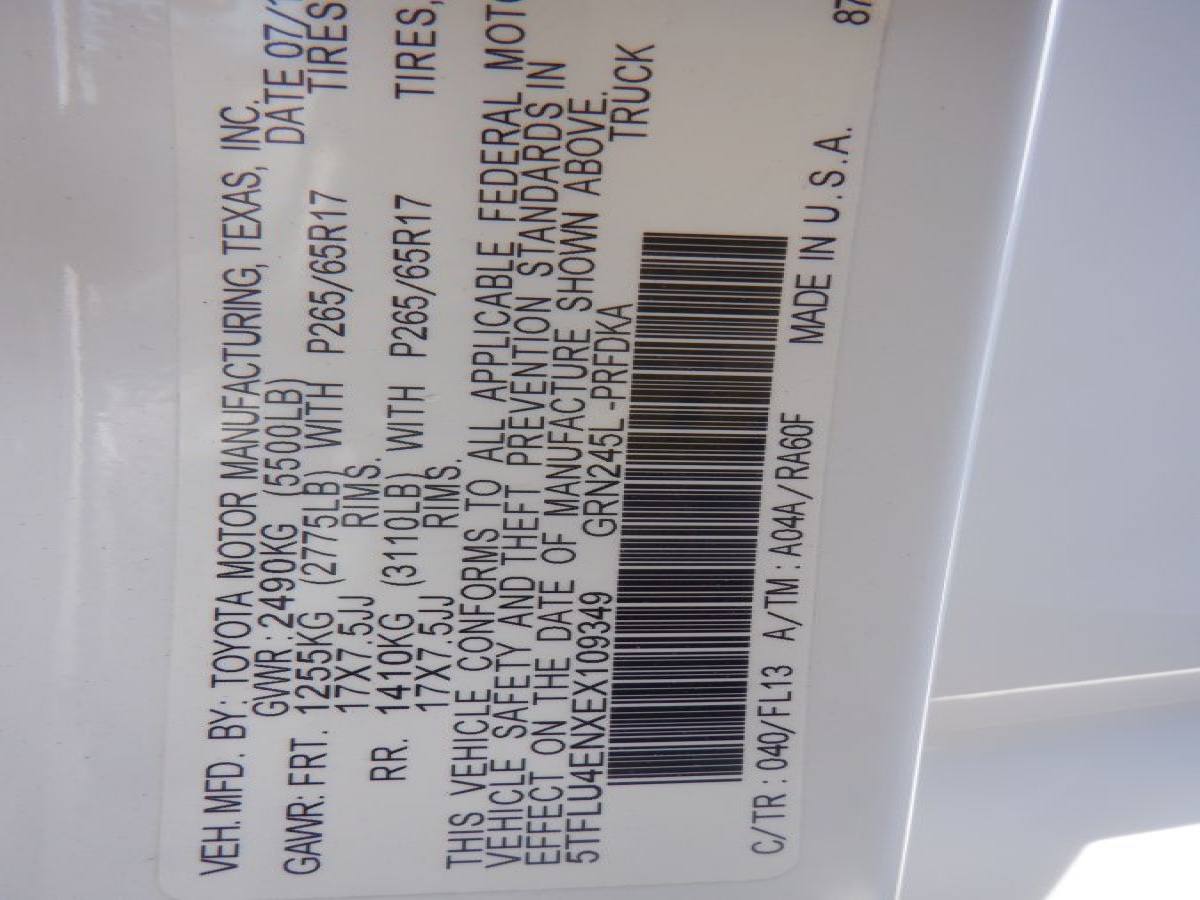 VEH. MFD. BY: TOYOTA MOTOR MANUFACTURING, TEXAS, INC.
GVWR: 2490KG (5500LB) DATE 07/1
GAWR: FRT. 1255KG (2775LB) WITH P265/65R17 TIRES
17X7.5JJ RIMS.
RR. 1410KG (3110LB) WITH P265/65R17 TIRES,
17X7.5JJ RIMS.
THIS VEHICLE CONFORMS TO ALL APPLICABLE FEDERAL MOTO
VEHICLE SAFETY AND THEFT PREVENTION STANDARDS IN
EFFECT ON THE DATE OF MANUFACTURE SHOWN ABOVE.
5TFLU4ENXEX109349 GRN245L-PRFDKA TRUCK
C/TR: 040/FL13 A/TM: A04A/RA60F MADE IN U.S.A. 87